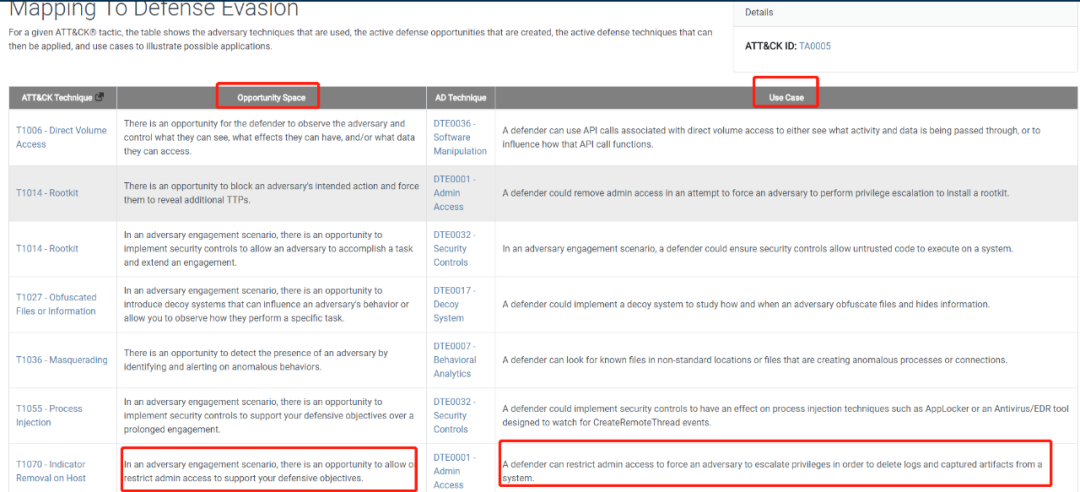 Mapping To Defense Evasion
For a given ATT&CK® tactic, the table shows the adversary techniques that are used, the active defense opportunities that are created, the active defense techniques that can
then be applied, and use cases to illustrate possible applications.
Details
ATT&CK ID: TA0005
ATT&CK Technique
Opportunity Space
AD Technique
Use Case
T1006 - Direct Volume
Access
There is an opportunity for the defender to observe the adversary and
control what they can see, what effects they can have, and/or what data
they can access.
DTE0036 -
Software
Manipulation
A defender can use API calls associated with direct volume access to either see what activity and data is being passed through, or to
influence how that API call functions.
T1014 - Rootkit
There is an opportunity to block an adversary's intended action and force
them to reveal additional TTPs.
DTE0001 -
Admin
Access
A defender could remove admin access in an attempt to force an adversary to perform privilege escalation to install a rootkit.
T1014 - Rootkit
In an adversary engagement scenario, there is an opportunity to
implement security controls to allow an adversary to accomplish a task
and extend an engagement.
DTE0032 -
Security
Controls
In an adversary engagement scenario, a defender could ensure security controls allow untrusted code to execute on a system.
T1027 - Obfuscated
Files or Information
In an adversary engagement scenario, there is an opportunity to
introduce decoy systems that can influence an adversary's behavior or
allow you to observe how they perform a specific task.
DTE0017 -
Decoy
System
A defender could implement a decoy system to study how and when an adversary obfuscate files and hides information.
T1036 - Masquerading
There is an opportunity to detect the presence of an adversary by
identifying and alerting on anomalous behaviors.
DTE0007 -
Behavioral
Analytics
A defender can look for known files in non-standard locations or files that are creating anomalous processes or connections.
T1055 - Process
Injection
In an adversary engagement scenario, there is an opportunity to
implement security controls to support your defensive objectives over a
prolonged engagement.
DTE0032 -
Security
Controls
A defender could implement security controls to have an effect on process injection techniques such as AppLocker or an Antivirus/EDR tool
designed to watch for CreateRemoteThread events.
T1070 - Indicator
Removal on Host
In an adversary engagement scenario, there is an opportunity to allow or
restrict admin access to support your defensive objectives.
DTE0001 -
Admin
Access
A defender can restrict admin access to force an adversary to escalate privileges in order to delete logs and captured artifacts from a
system.